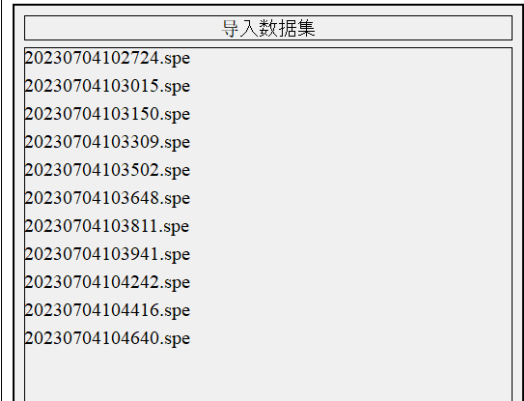 导入数据集
20230704102724.spe
20230704103015.spe
20230704103150.spe
20230704103309.spe
20230704103502.spe
20230704103648.spe
20230704103811.spe
20230704103941.spe
20230704104242.spe
20230704104416.spe
20230704104640.spe